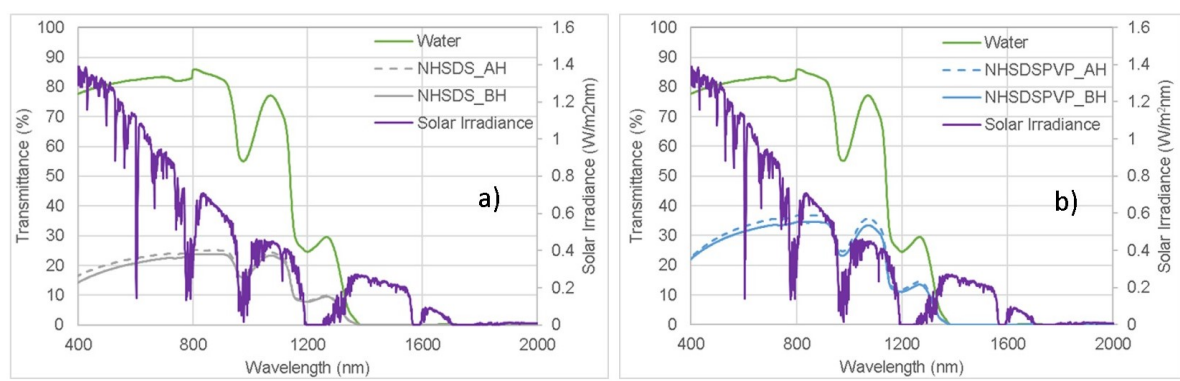 100
90
80
70
60
50
40
30
20
10
0
Transmittance (%)
Water
NHSDS_AH
NHSDS_BH
Solar Irradiance
a)
1.6
1.4
1.2
1
0.8
0.6
0.4
0.2
0
Solar Irradiance (W/m2nm)
400 800 1200 1600 2000
Wavelength (nm)
100
90
80
70
60
50
40
30
20
10
0
Transmittance (%)
Water
NHSDSPVP_AH
NHSDSPVP_BH
Solar Irradiance
b)
1.6
1.4
1.2
1
0.8
0.6
0.4
0.2
0
Solar Irradiance (W/m²nm)
400 800 1200 1600 2000
Wavelength (nm)